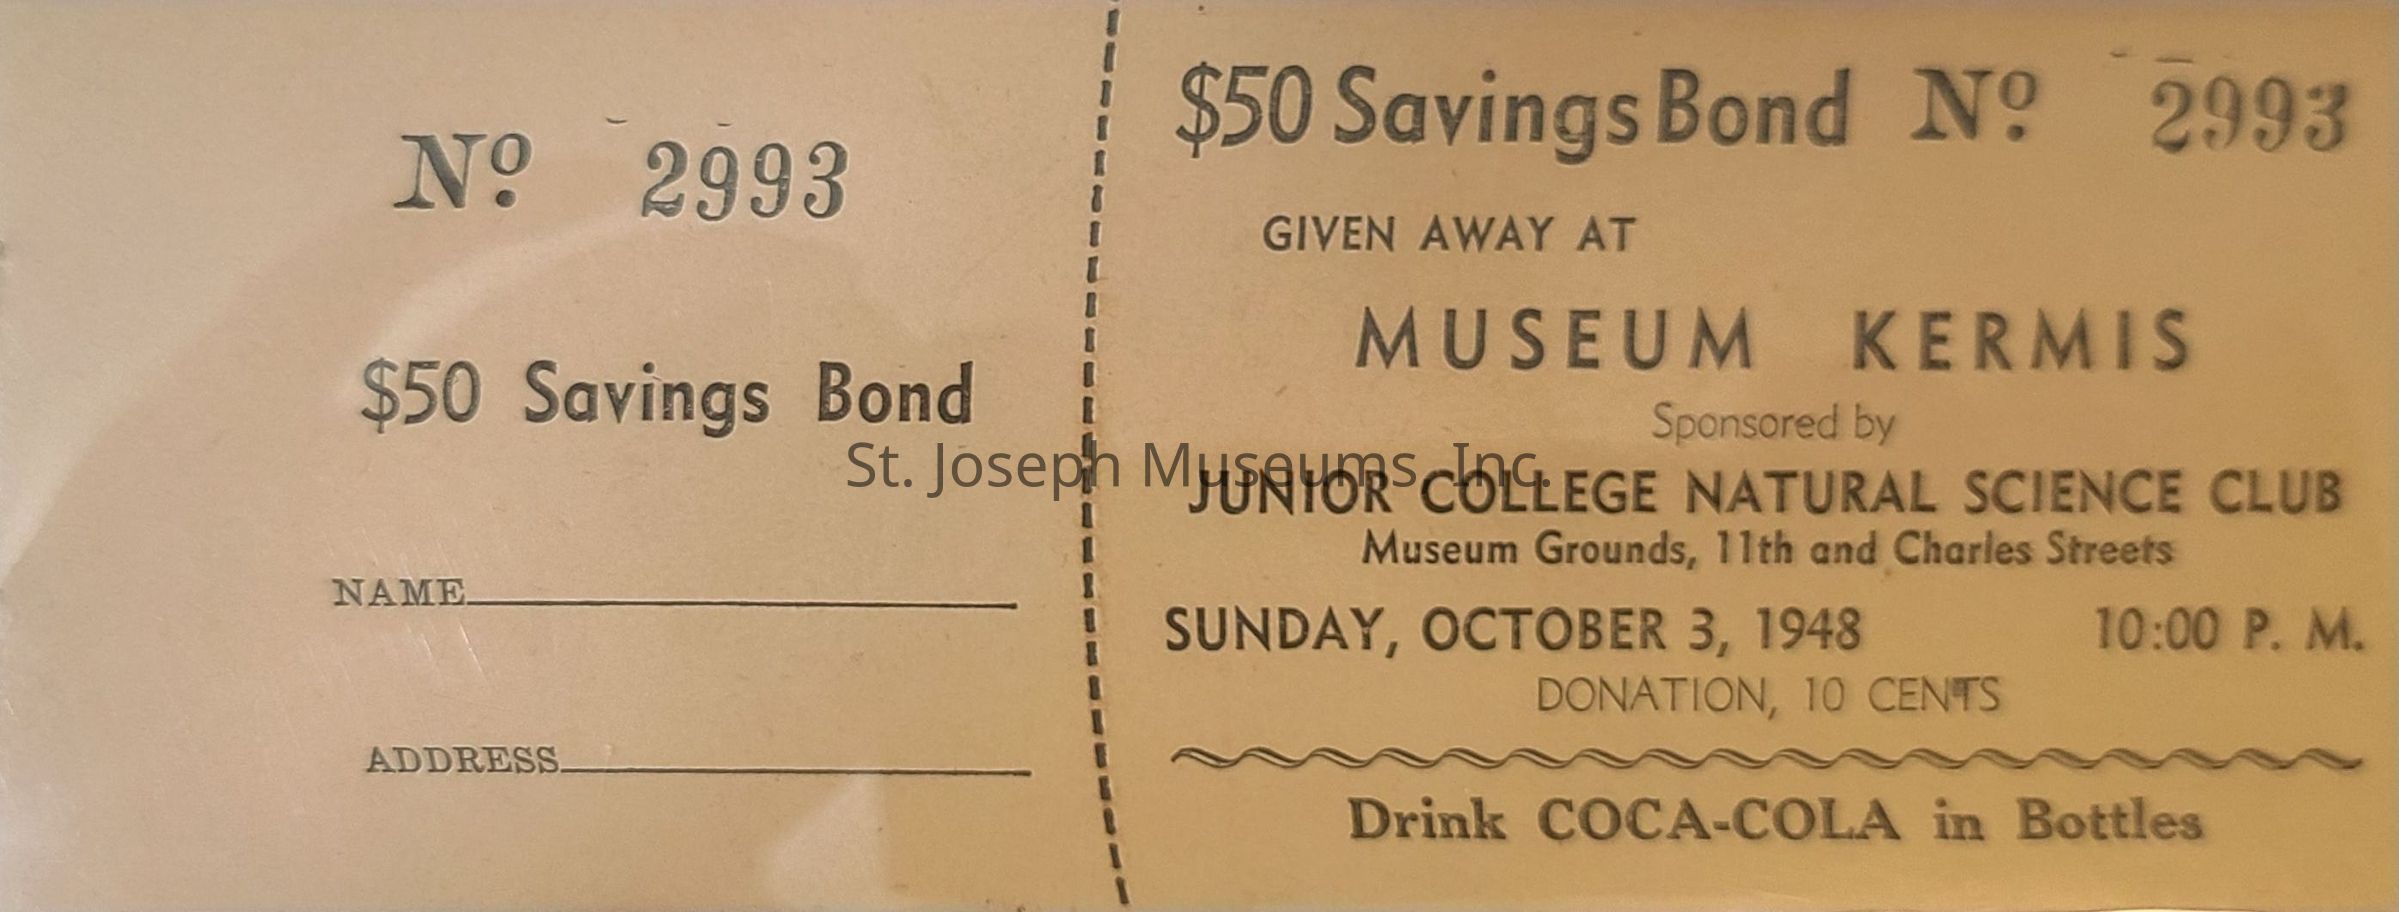 Nº 2993
$50 Savings Bond
NAME
ADDRESS
$50 Savings Bond Nº 2993
GIVEN AWAY AT
MUSEUM KERMIS
Sponsored by
JUNIOR COLLEGE NATURAL SCIENCE CLUB
Museum Grounds, 11th and Charles Streets
SUNDAY, OCTOBER 3, 1948 10:00 P. M.
DONATION, 10 CENTS
Drink COCA-COLA in Bottles
St. Joseph Museums, Inc.